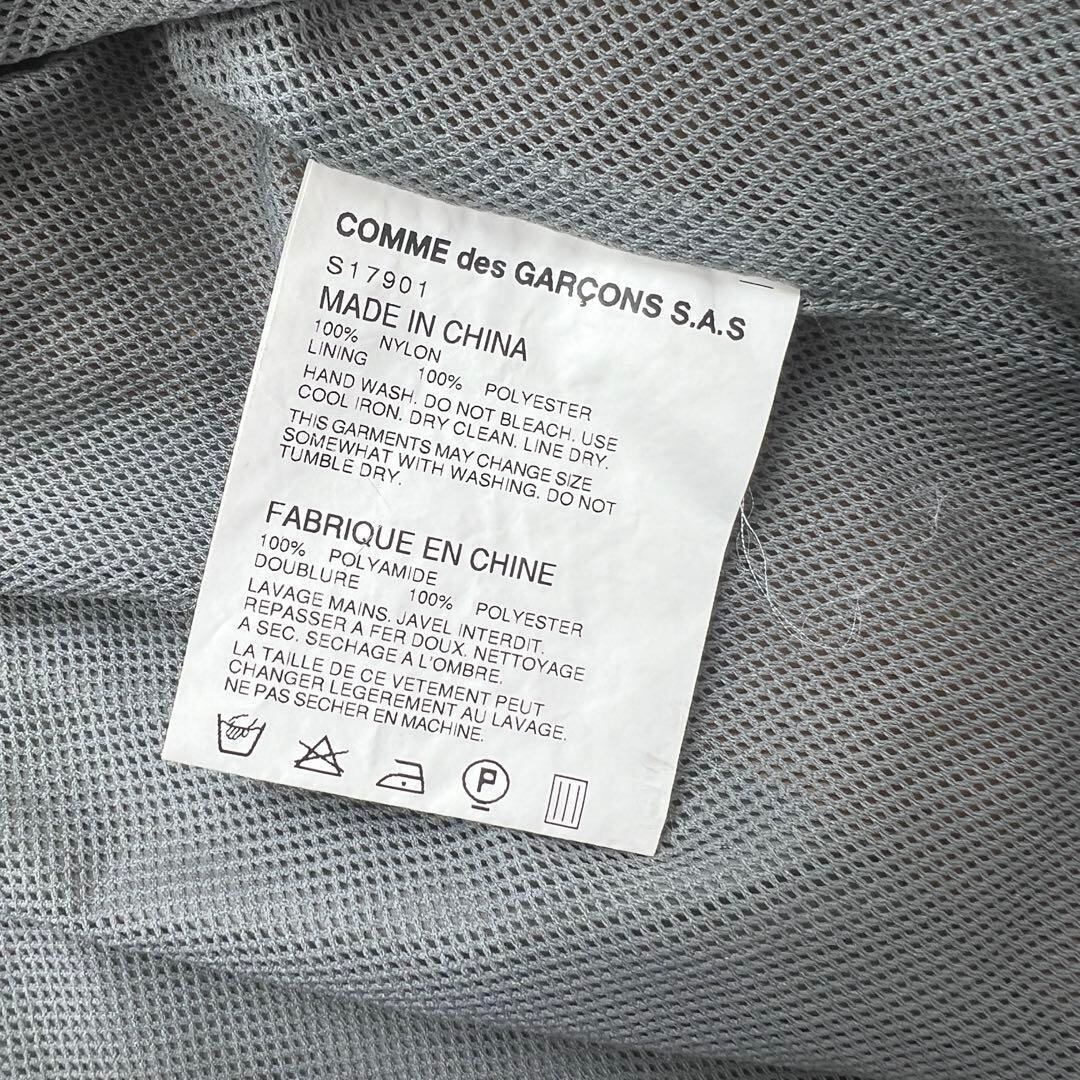 COMME des GARÇONS S.A.S
S17901
MADE IN CHINA
100% NYLON
LINING 100% POLYESTER
HAND WASH. DO NOT BLEACH. USE
COOL IRON. DRY CLEAN. LINE DRY.
THIS GARMENTS MAY CHANGE SIZE
SOMEWHAT WITH WASHING. DO NOT
TUMBLE DRY.
FABRIQUE EN CHINE
100% POLYAMIDE
DOUBLURE 100% POLYESTER
LAVAGE MAINS. JAVEL INTERDIT.
REPASSER A FER DOUX. NETTOYAGE
A SEC. SECHAGE A L'OMBRE.
LA TAILLE DE CE VETEMENT PEUT
CHANGER LEGEREMENT AU LAVAGE.
NE PAS SECHER EN MACHINE.
P